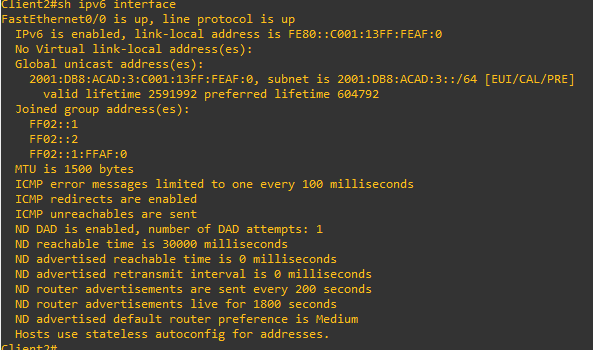 Client2#sh ipv6 interface
FastEthernet0/0 is up, line protocol is up
IPv6 is enabled, link-local address is FE80::C001:13FF:FEAF:0
No Virtual link-local address(es):
Global unicast address(es):
2001:DB8:ACAD:3:C001:13FF:FEAF:0, subnet is 2001:DB8:ACAD:3::/64 [EUI/CAL/PRE]
valid lifetime 2591992 preferred lifetime 604792
Joined group address(es):
FF02::1
FF02::2
FF02::1:FFAF:0
MTU is 1500 bytes
ICMP error messages limited to one every 100 milliseconds
ICMP redirects are enabled
ICMP unreachables are sent
ND DAD is enabled, number of DAD attempts: 1
ND reachable time is 30000 milliseconds
ND advertised reachable time is 0 milliseconds
ND advertised retransmit interval is 0 milliseconds
ND router advertisements are sent every 200 seconds
ND router advertisements live for 1800 seconds
ND advertised default router preference is Medium
Hosts use stateless autoconfig for addresses.
Client2#